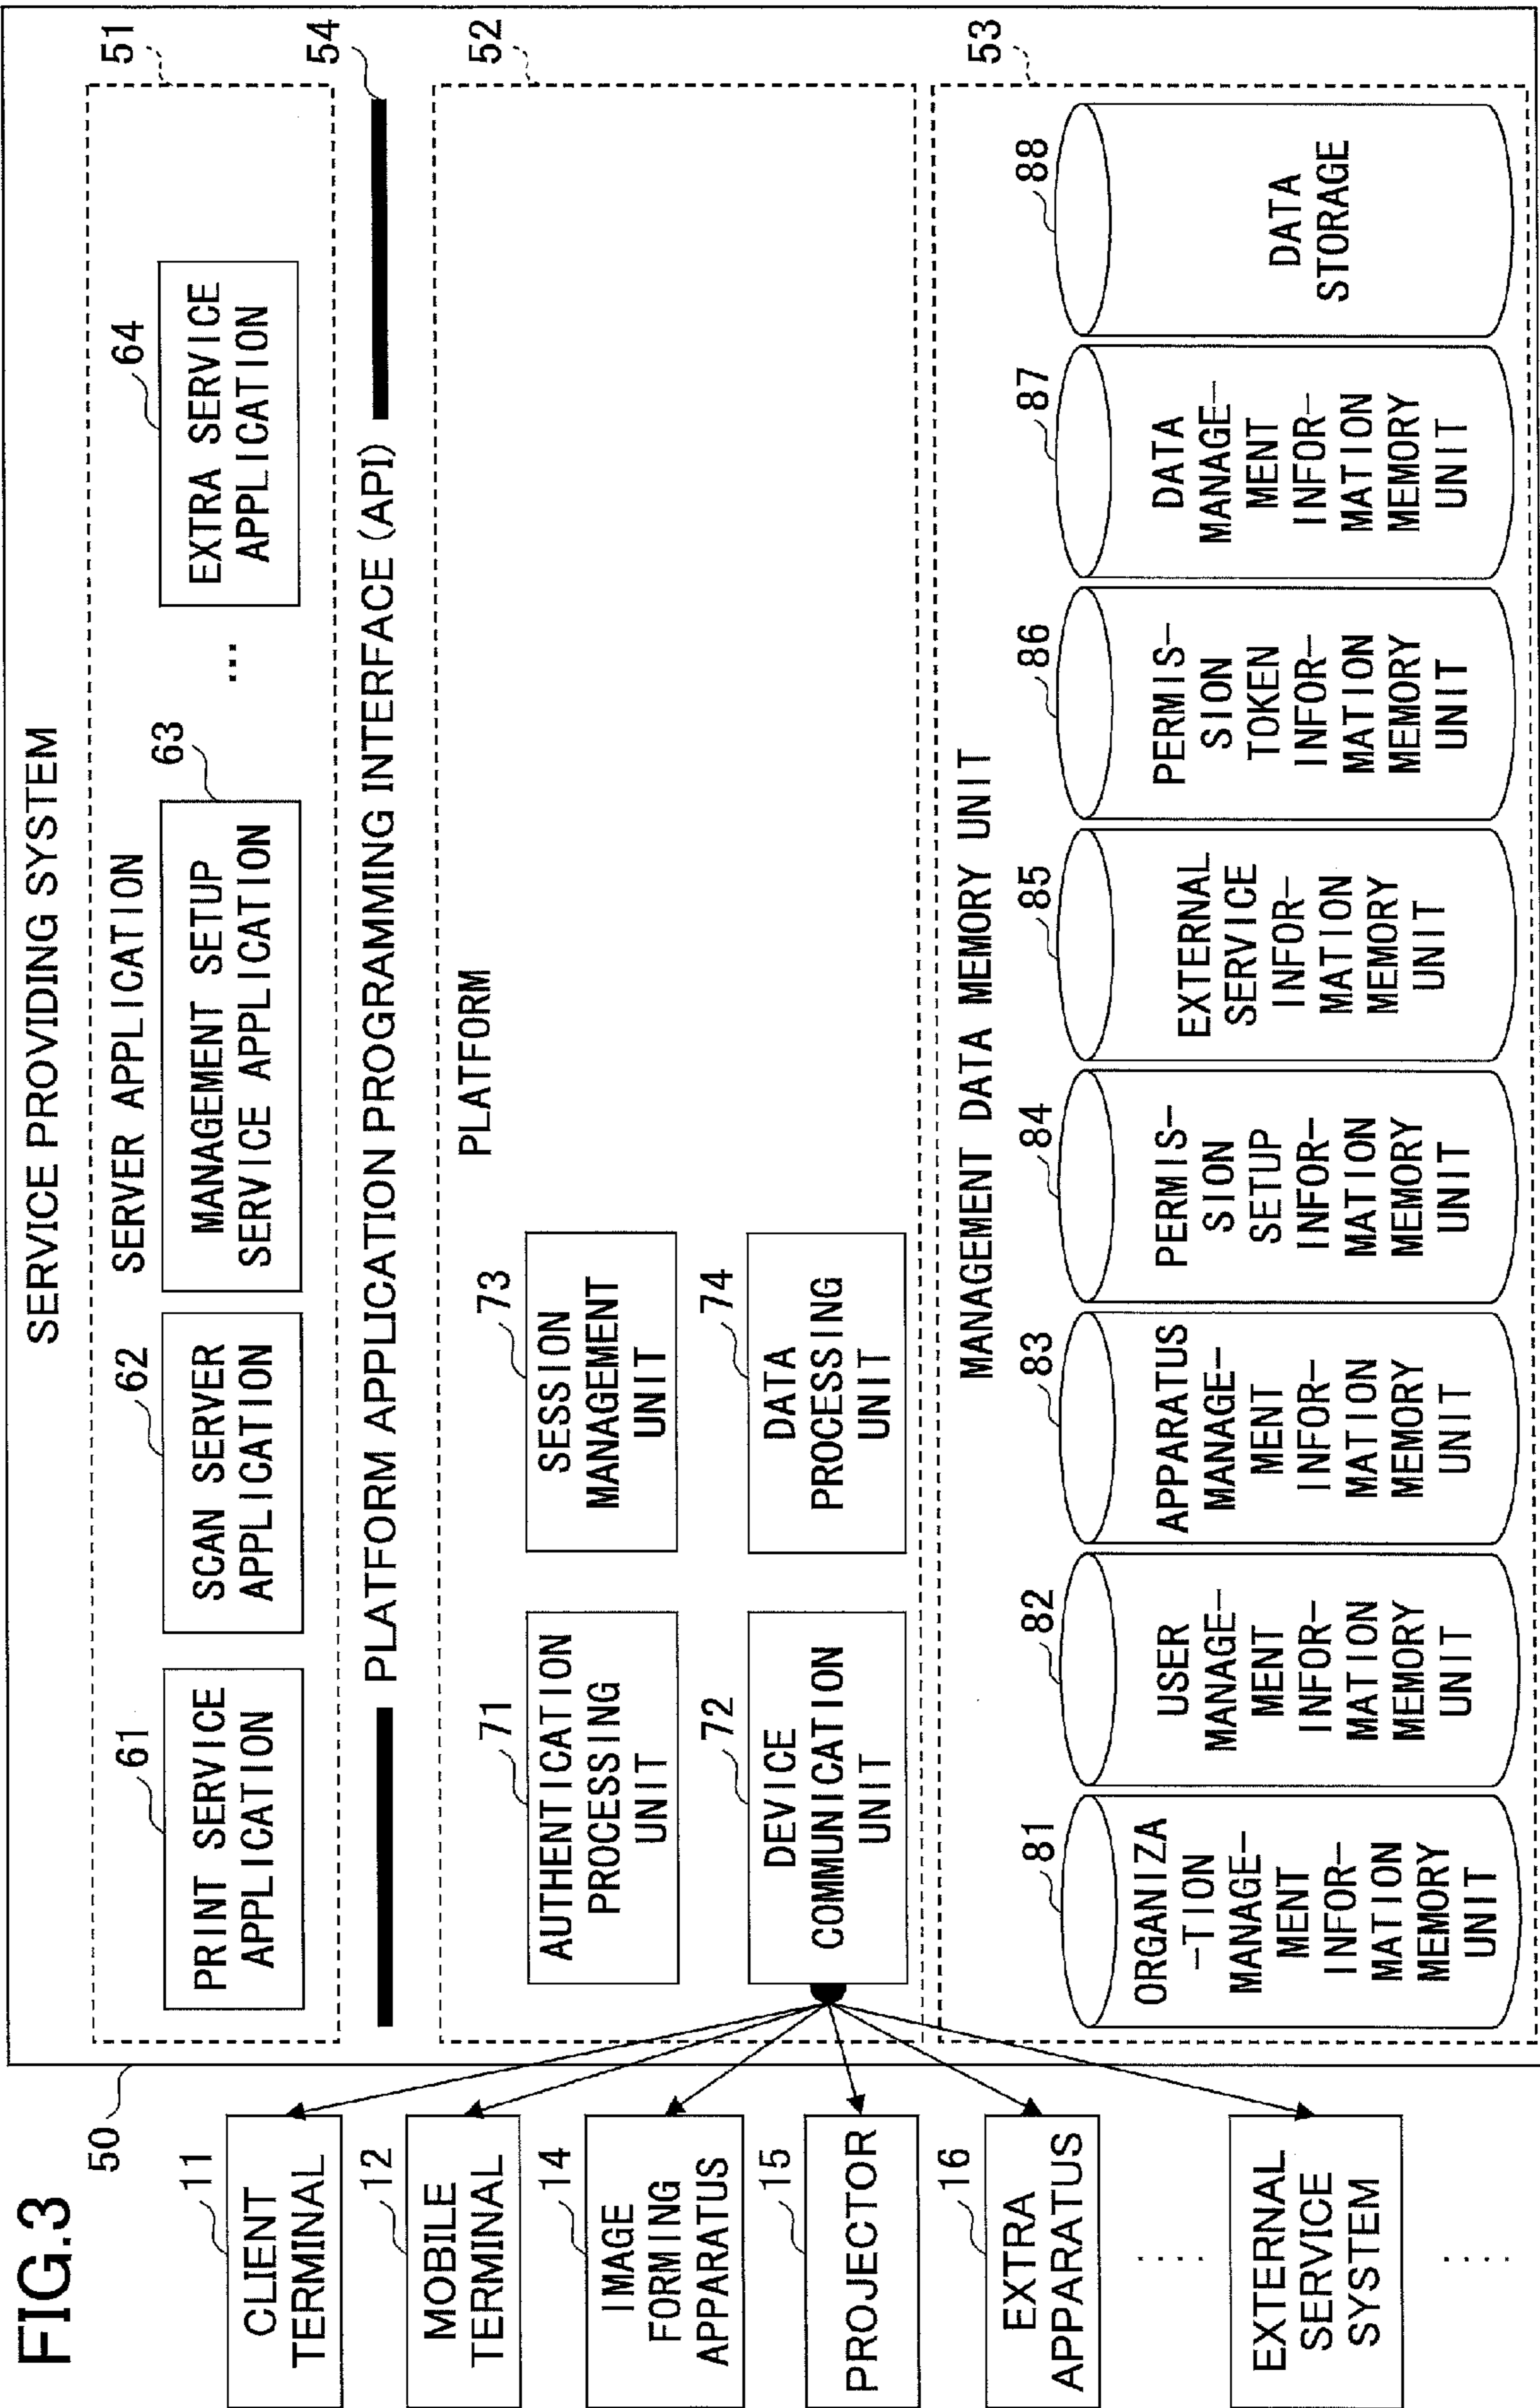 FIG.3
SERVICE PROVIDING SYSTEM
50
SERVER APPLICATION
51
61
PRINT SERVICE
APPLICATION
62
SCAN SERVER
APPLICATION
63
MANAGEMENT SETUP
SERVICE APPLICATION
...
64
EXTRA SERVICE
APPLICATION
PLATFORM APPLICATION PROGRAMMING INTERFACE (API)
54
PLATFORM
52
71
AUTHENTICATION
PROCESSING
UNIT
73
SESSION
MANAGEMENT
UNIT
72
DEVICE
COMMUNICATION
UNIT
74
DATA
PROCESSING
UNIT
MANAGEMENT DATA MEMORY UNIT
53
81
ORGANIZA
-TION
MANAGE-
MENT
INFOR-
MATION
MEMORY
UNIT
82
USER
MANAGE-
MENT
INFOR-
MATION
MEMORY
UNIT
83
APPARATUS
MANAGE-
MENT
INFOR-
MATION
MEMORY
UNIT
84
PERMIS-
SION
SETUP
INFOR-
MATION
MEMORY
UNIT
85
EXTERNAL
SERVICE
INFOR-
MATION
MEMORY
UNIT
86
PERMIS-
SION
TOKEN
INFOR-
MATION
MEMORY
UNIT
87
DATA
MANAGE-
MENT
INFOR-
MATION
MEMORY
UNIT
88
DATA
STORAGE
11
CLIENT
TERMINAL
12
MOBILE
TERMINAL
14
IMAGE
FORMING
APPARATUS
15
PROJECTOR
16
EXTRA
APPARATUS
....
EXTERNAL
SERVICE
SYSTEM
....